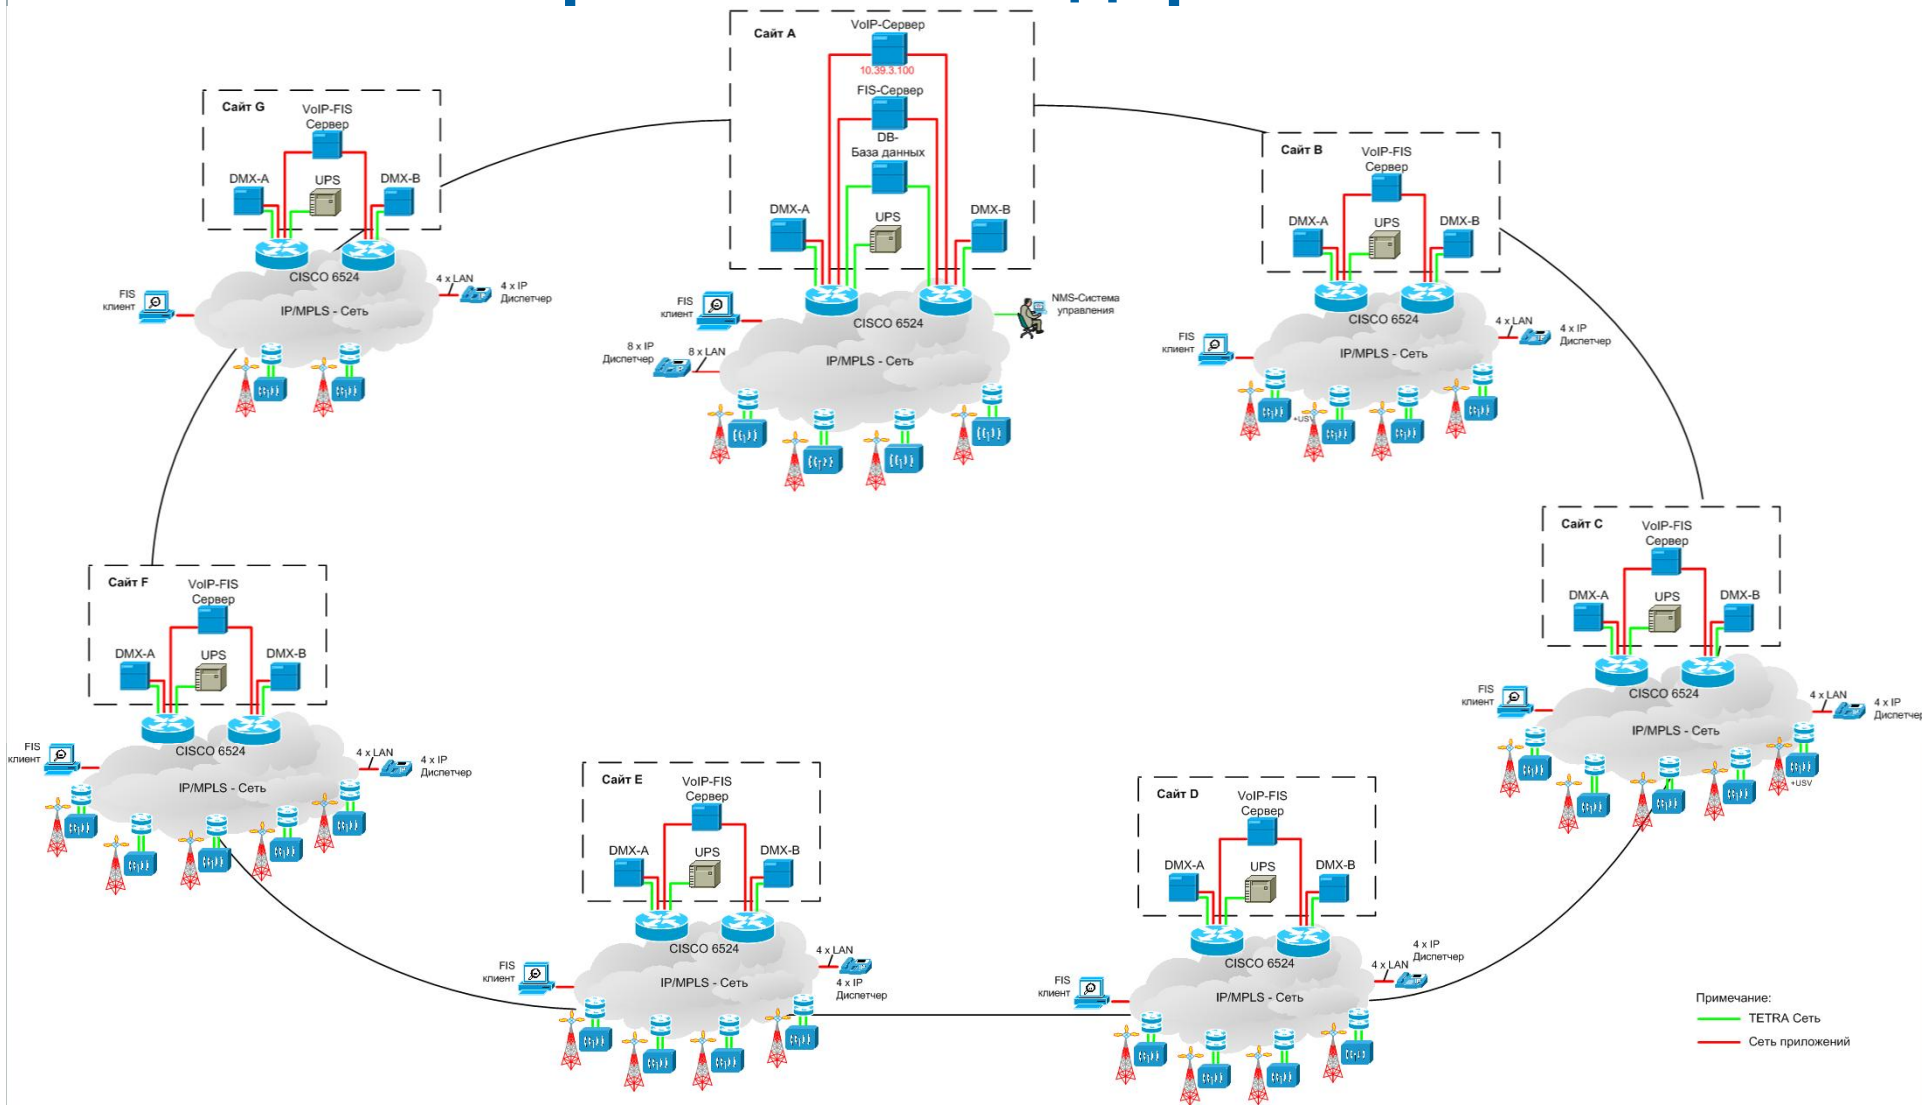 Сайт A
VoIP-Сервер
10.39.3.100
FIS-Сервер
DB-
База данных
DMX-A
UPS
DMX-B
CISCO 6524
IP/MPLS - Сеть
FIS
клиент
8 x IP
Диспетчер
8 x LAN
NMS-Система
управления
Сайт G
VoIP-FIS
Сервер
DMX-A
UPS
DMX-B
CISCO 6524
IP/MPLS - Сеть
FIS
клиент
4 x LAN
4 x IP
Диспетчер
Сайт B
VoIP-FIS
Сервер
DMX-A
UPS
DMX-B
CISCO 6524
IP/MPLS - Сеть
FIS
клиент
4 x LAN
4 x IP
Диспетчер
+USV
Сайт C
VoIP-FIS
Сервер
DMX-A
UPS
DMX-B
CISCO 6524
IP/MPLS - Сеть
FIS
клиент
4 x LAN
4 x IP
Диспетчер
+USV
Сайт F
VoIP-FIS
Сервер
DMX-A
UPS
DMX-B
CISCO 6524
IP/MPLS - Сеть
FIS
клиент
4 x LAN
4 x IP
Диспетчер
Сайт E
VoIP-FIS
Сервер
DMX-A
UPS
DMX-B
CISCO 6524
IP/MPLS - Сеть
FIS
клиент
4 x LAN
4 x IP
Диспетчер
Сайт D
VoIP-FIS
Сервер
DMX-A
UPS
DMX-B
CISCO 6524
IP/MPLS - Сеть
FIS
клиент
4 x LAN
4 x IP
Диспетчер
Примечание:
TETRA Сеть
Сеть приложений